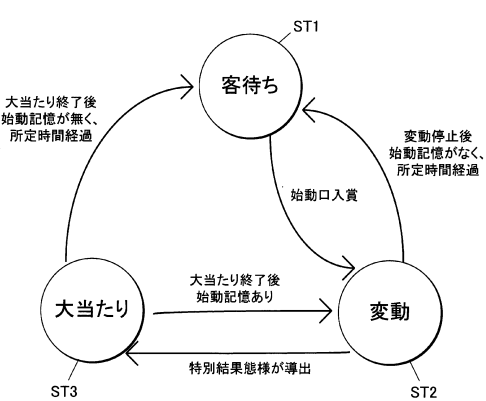 ST1
客待ち
大当たり終了後
始動記憶が無く、
所定時間経過
変動停止後
始動記憶がなく、
所定時間経過
始動口入賞
大当たり終了後
始動記憶あり
大当たり
変動
特別結果態様が導出
ST3
ST2